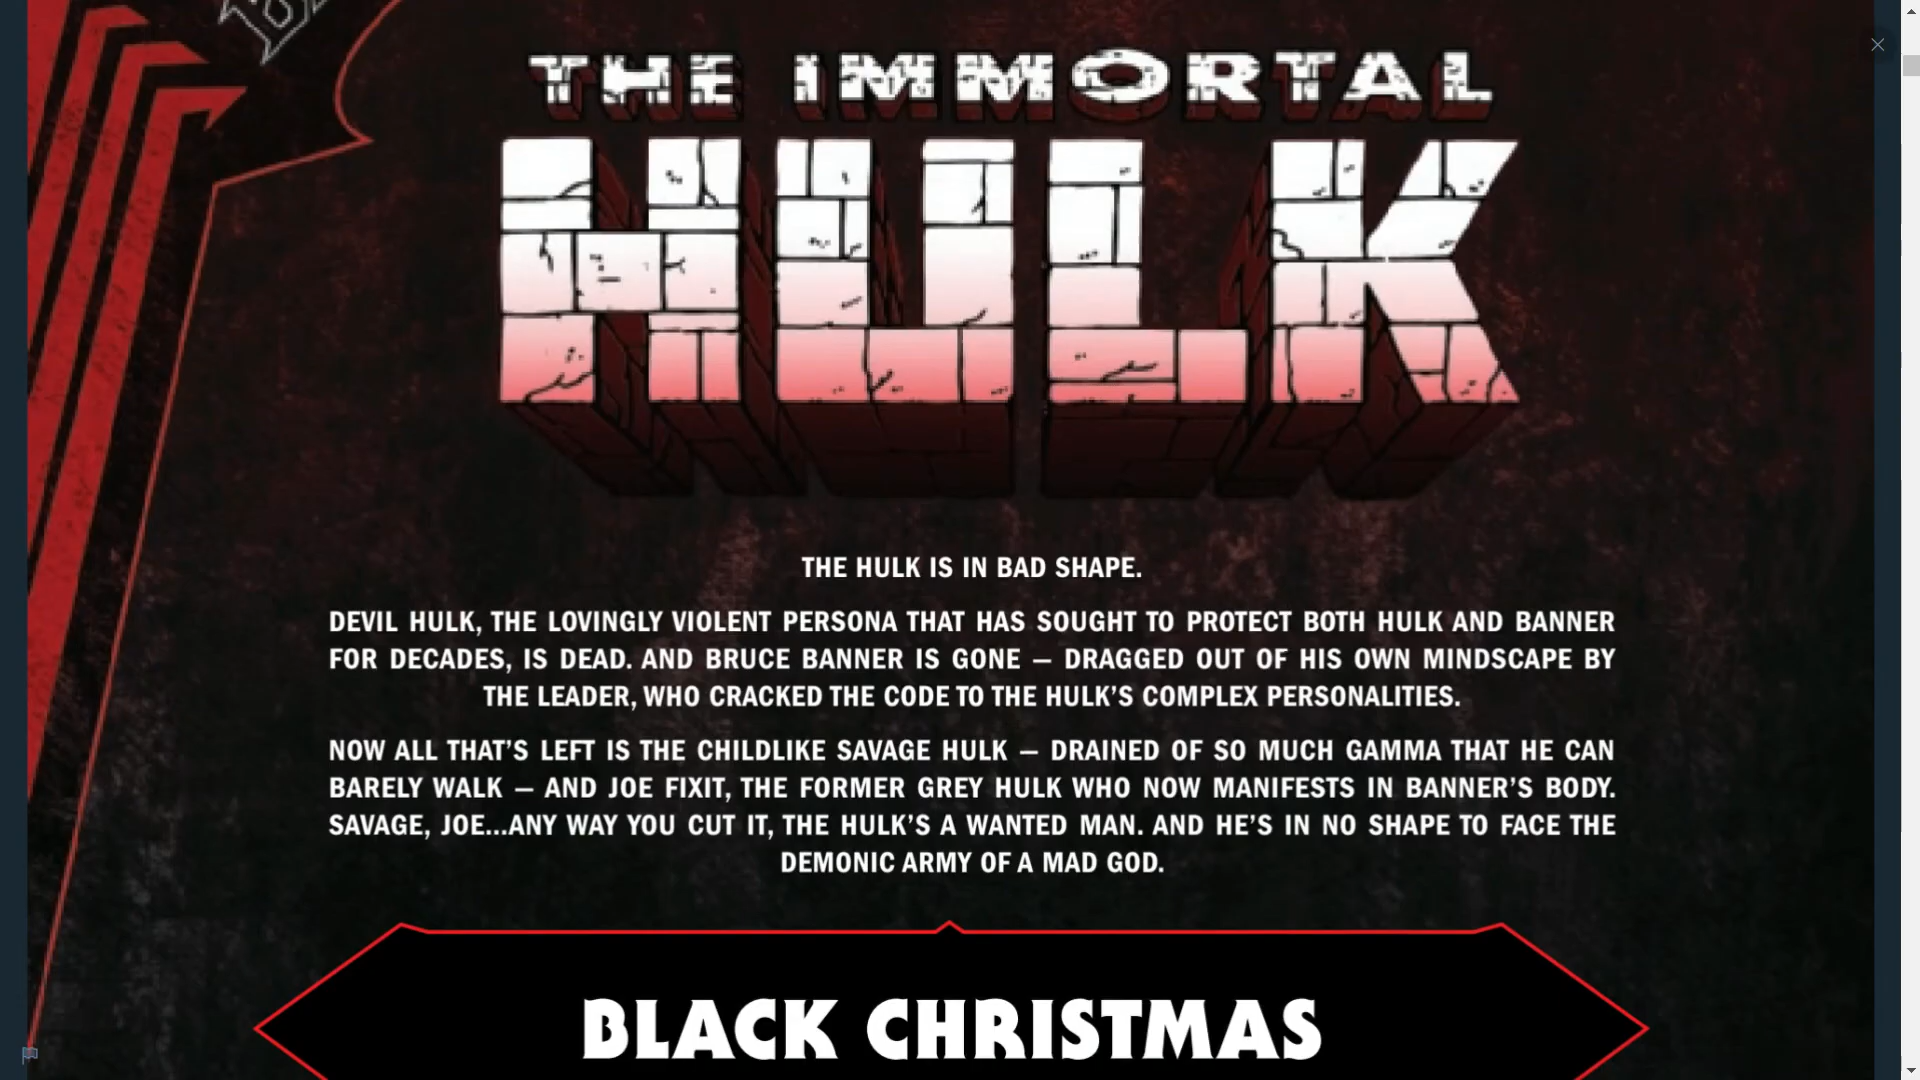 THE IMMORTAL
HULK
THE HULK IS IN BAD SHAPE.
DEVIL HULK, THE LOVINGLY VIOLENT PERSONA THAT HAS SOUGHT TO PROTECT BOTH HULK AND BANNER
FOR DECADES, IS DEAD. AND BRUCE BANNER IS GONE — DRAGGED OUT OF HIS OWN MINDSCAPE BY
THE LEADER, WHO CRACKED THE CODE TO THE HULK'S COMPLEX PERSONALITIES.
NOW ALL THAT'S LEFT IS THE CHILDLIKE SAVAGE HULK — DRAINED OF SO MUCH GAMMA THAT HE CAN
BARELY WALK — AND JOE FIXIT, THE FORMER GREY HULK WHO NOW MANIFESTS IN BANNER'S BODY.
SAVAGE, JOE...ANY WAY YOU CUT IT, THE HULK'S A WANTED MAN. AND HE'S IN NO SHAPE TO FACE THE
DEMONIC ARMY OF A MAD GOD.
BLACK CHRISTMAS